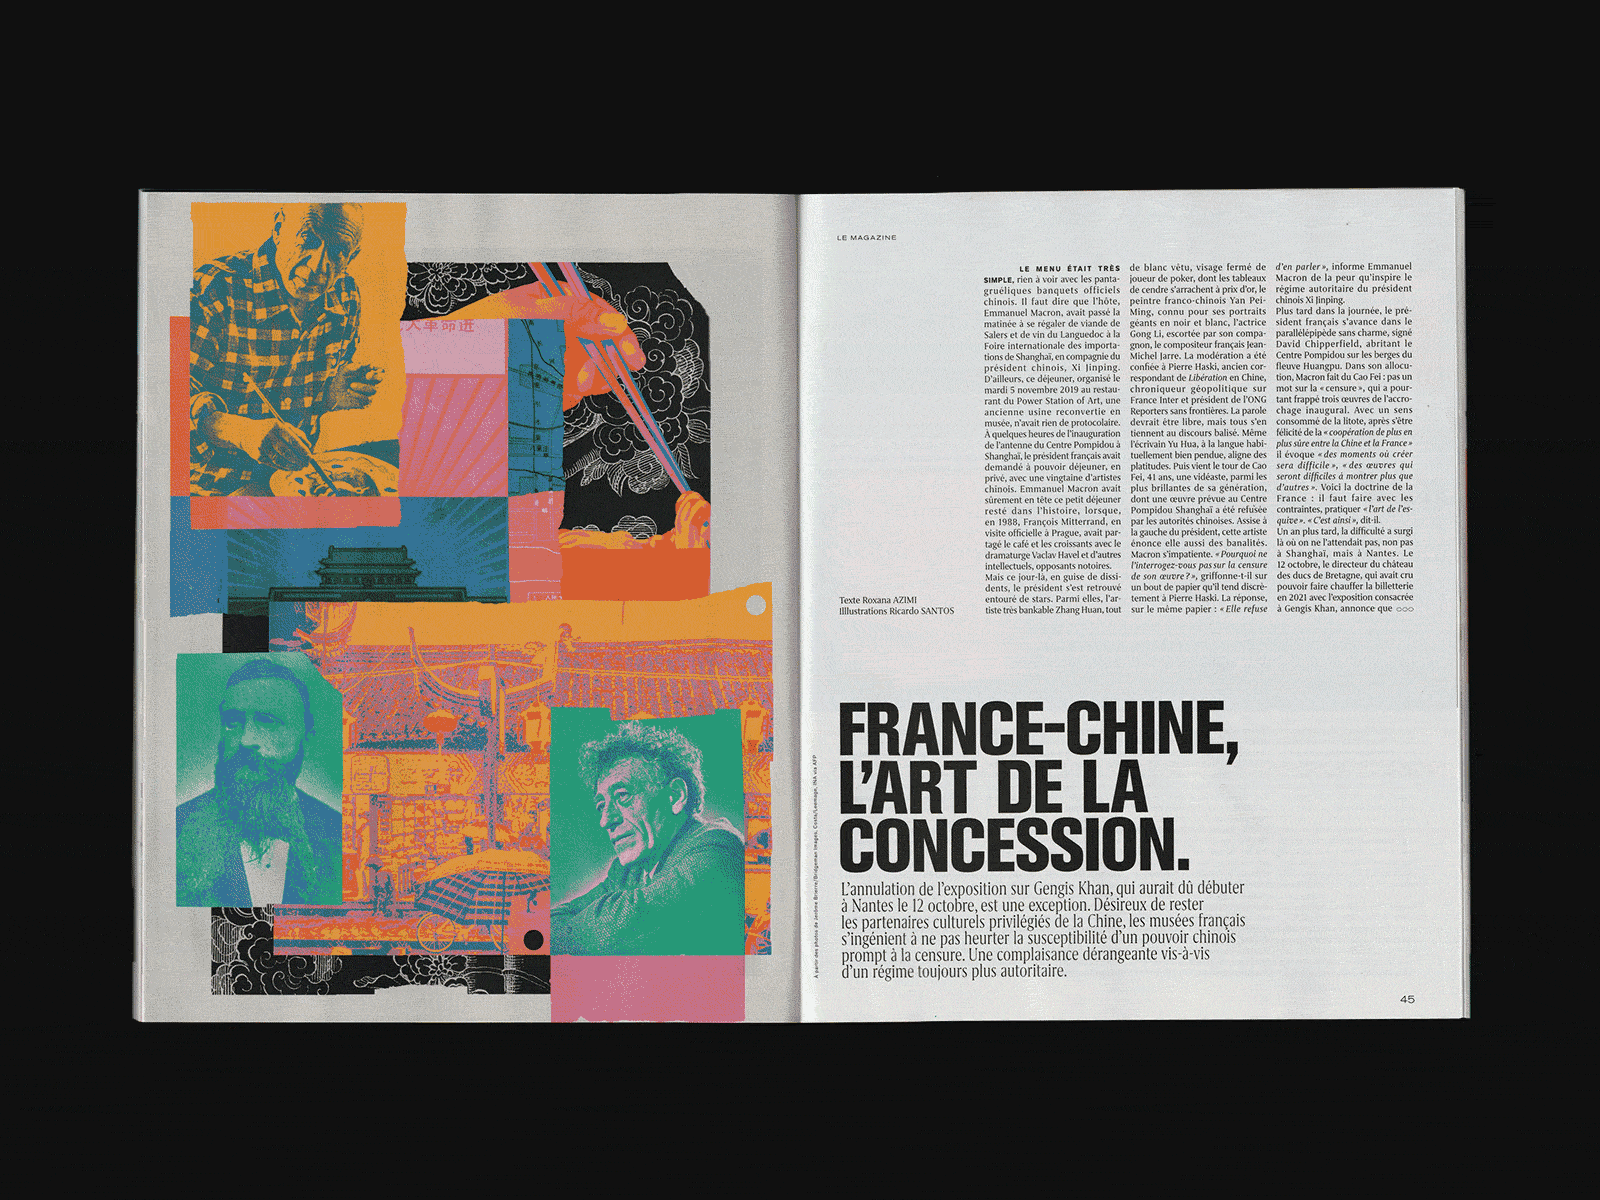 人革命进
LE MAGAZINE
LE MENU ÉTAIT TRÈS
SIMPLE, rien à voir avec les panta-
gruéliques banquets officiels
chinois. Il faut dire que l'hôte,
Emmanuel Macron, avait passé la
matinée à se régaler de viande de
Salers et de vin du Languedoc à la
Foire internationale des importa-
tions de Shanghaï, en compagnie du
président chinois, Xi Jinping.
D'ailleurs, ce déjeuner, organisé le
mardi 5 novembre 2019 au restau-
rant du Power Station of Art, une
ancienne usine reconvertie en
musée, n'avait rien de protocolaire.
À quelques heures de l'inauguration
de l'antenne du Centre Pompidou à
Shanghaï, le président français avait
demandé à pouvoir déjeuner, en
privé, avec une vingtaine d'artistes
chinois. Emmanuel Macron avait
sûrement en tête ce petit déjeuner
resté dans l'histoire, lorsque,
en 1988, François Mitterrand, en
visite officielle à Prague, avait par-
tagé le café et les croissants avec le
dramaturge Vaclav Havel et d'autres
intellectuels, opposants notoires.
Mais ce jour-là, en guise de dissi-
dents, le président s'est retrouvé
entouré de stars. Parmi elles, l'ar-
tiste très bankable Zhang Huan, tout
de blanc vêtu, visage fermé de
joueur de poker, dont les tableaux
de cendre s'arrachent à prix d'or, le
peintre franco-chinois Yan Pei-
Ming, connu pour ses portraits
géants en noir et blanc, l'actrice
Gong Li, escortée par son compa-
gnon, le compositeur français Jean-
Michel Jarre. La modération a été
confiée à Pierre Haski, ancien cor-
respondant de Libération en Chine,
chroniqueur géopolitique sur
France Inter et président de l'ONG
Reporters sans frontières. La parole
devrait être libre, mais tous s'en
tiennent au discours balisé. Même
l'écrivain Yu Hua, à la langue habi-
tuellement bien pendue, aligne des
platitudes. Puis vient le tour de Cao
Fei, 41 ans, une vidéaste, parmi les
plus brillantes de sa génération,
dont une œuvre prévue au Centre
Pompidou Shanghaï a été refusée
par les autorités chinoises. Assise à
la gauche du président, cette artiste
énonce elle aussi des banalités.
Macron s'impatiente. « Pourquoi ne
l'interrogez-vous pas sur la censure
de son œuvre ? », griffonne-t-il sur
un bout de papier qu'il tend discrè-
tement à Pierre Haski. La réponse,
sur le même papier : « Elle refuse
d'en parler », informe Emmanuel
Macron de la peur qu'inspire le
régime autoritaire du président
chinois Xi Jinping.
Plus tard dans la journée, le pré-
sident français s'avance dans le
parallélépipède sans charme, signé
David Chipperfield, abritant le
Centre Pompidou sur les berges du
fleuve Huangpu. Dans son allocu-
tion, Macron fait du Cao Fei : pas un
mot sur la « censure », qui a pour-
tant frappé trois œuvres de l'accro-
chage inaugural. Avec un sens
consommé de la litote, après s'être
félicité de la « coopération de plus en
plus sûre entre la Chine et la France »
il évoque « des moments où créer
sera difficile », « des œuvres qui
seront difficiles à montrer plus que
d'autres ». Voici la doctrine de la
France : il faut faire avec les
contraintes, pratiquer « l'art de l'es-
quive ». « C'est ainsi », dit-il.
Un an plus tard, la difficulté a surgi
là où on ne l'attendait pas, non pas
à Shanghaï, mais à Nantes. Le
12 octobre, le directeur du château
des ducs de Bretagne, qui avait cru
pouvoir faire chauffer la billetterie
en 2021 avec l'exposition consacrée
à Gengis Khan, annonce que ○○○
Texte Roxana AZIMI
Illlustrations Ricardo SANTOS
FRANCE-CHINE,
L'ART DE LA
CONCESSION.
L'annulation de l'exposition sur Gengis Khan, qui aurait dû débuter
à Nantes le 12 octobre, est une exception. Désireux de rester
les partenaires culturels privilégiés de la Chine, les musées français
s'ingénient à ne pas heurter la susceptibilité d'un pouvoir chinois
prompt à la censure. Une complaisance dérangeante vis-à-vis
d'un régime toujours plus autoritaire.
À partir des photos de Jérôme Brierre/Bridgeman Images, Costa/Leemage, INA via AFP
45